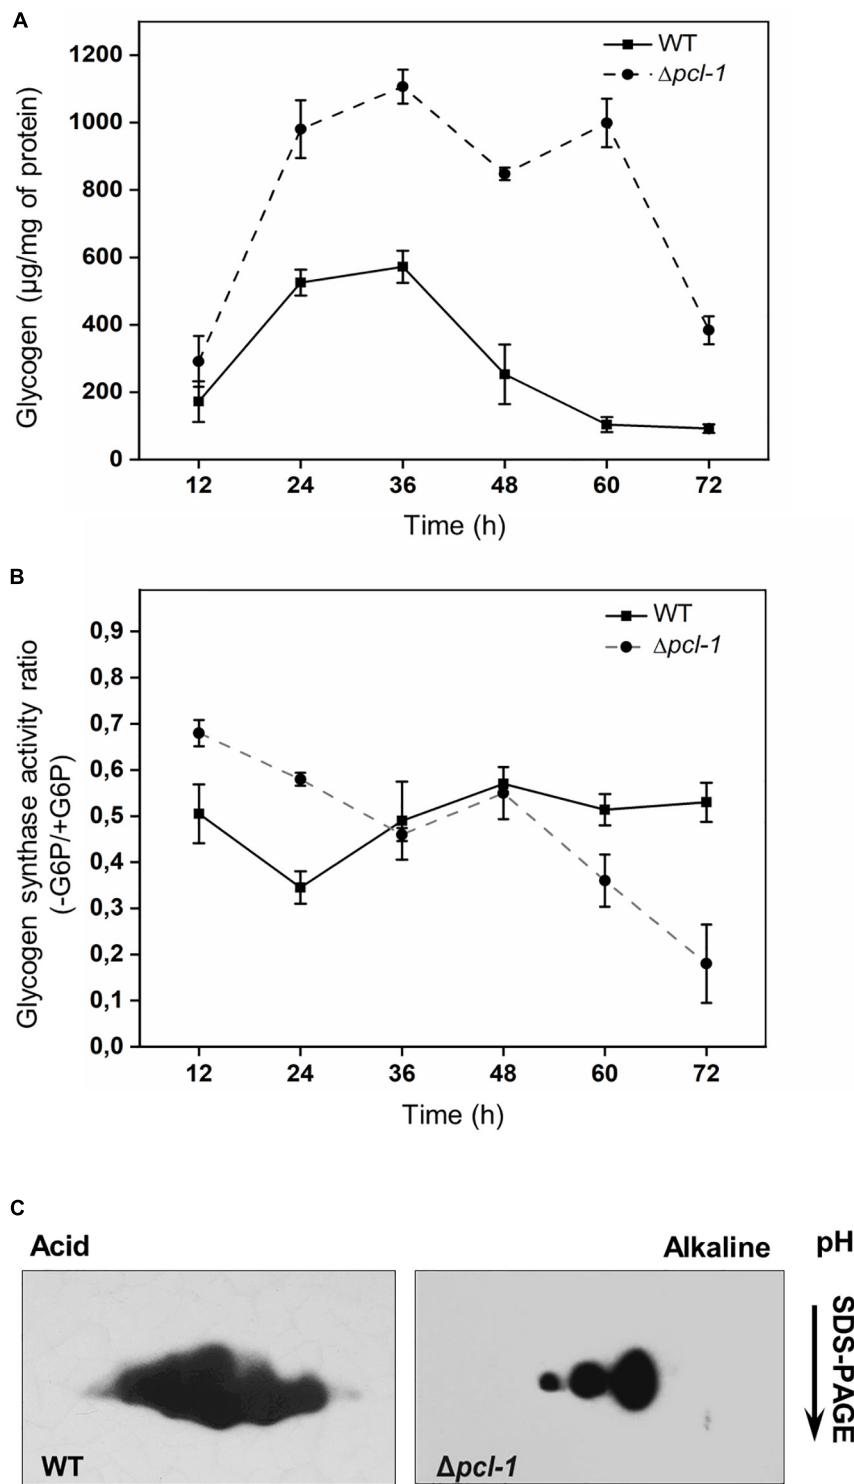 A
WT
Δpcl-1
1200
1000
800
600
400
200
0
Glycogen (µg/mg of protein)
12 24 36 48 60 72
Time (h)
B
WT
Δpcl-1
0,9
0,8
0,7
0,6
0,5
0,4
0,3
0,2
0,1
0,0
Glycogen synthase activity ratio
(-G6P/+G6P)
12 24 36 48 60 72
Time (h)
C
Acid Alkaline pH
SDS-PAGE
WT Δpcl-1